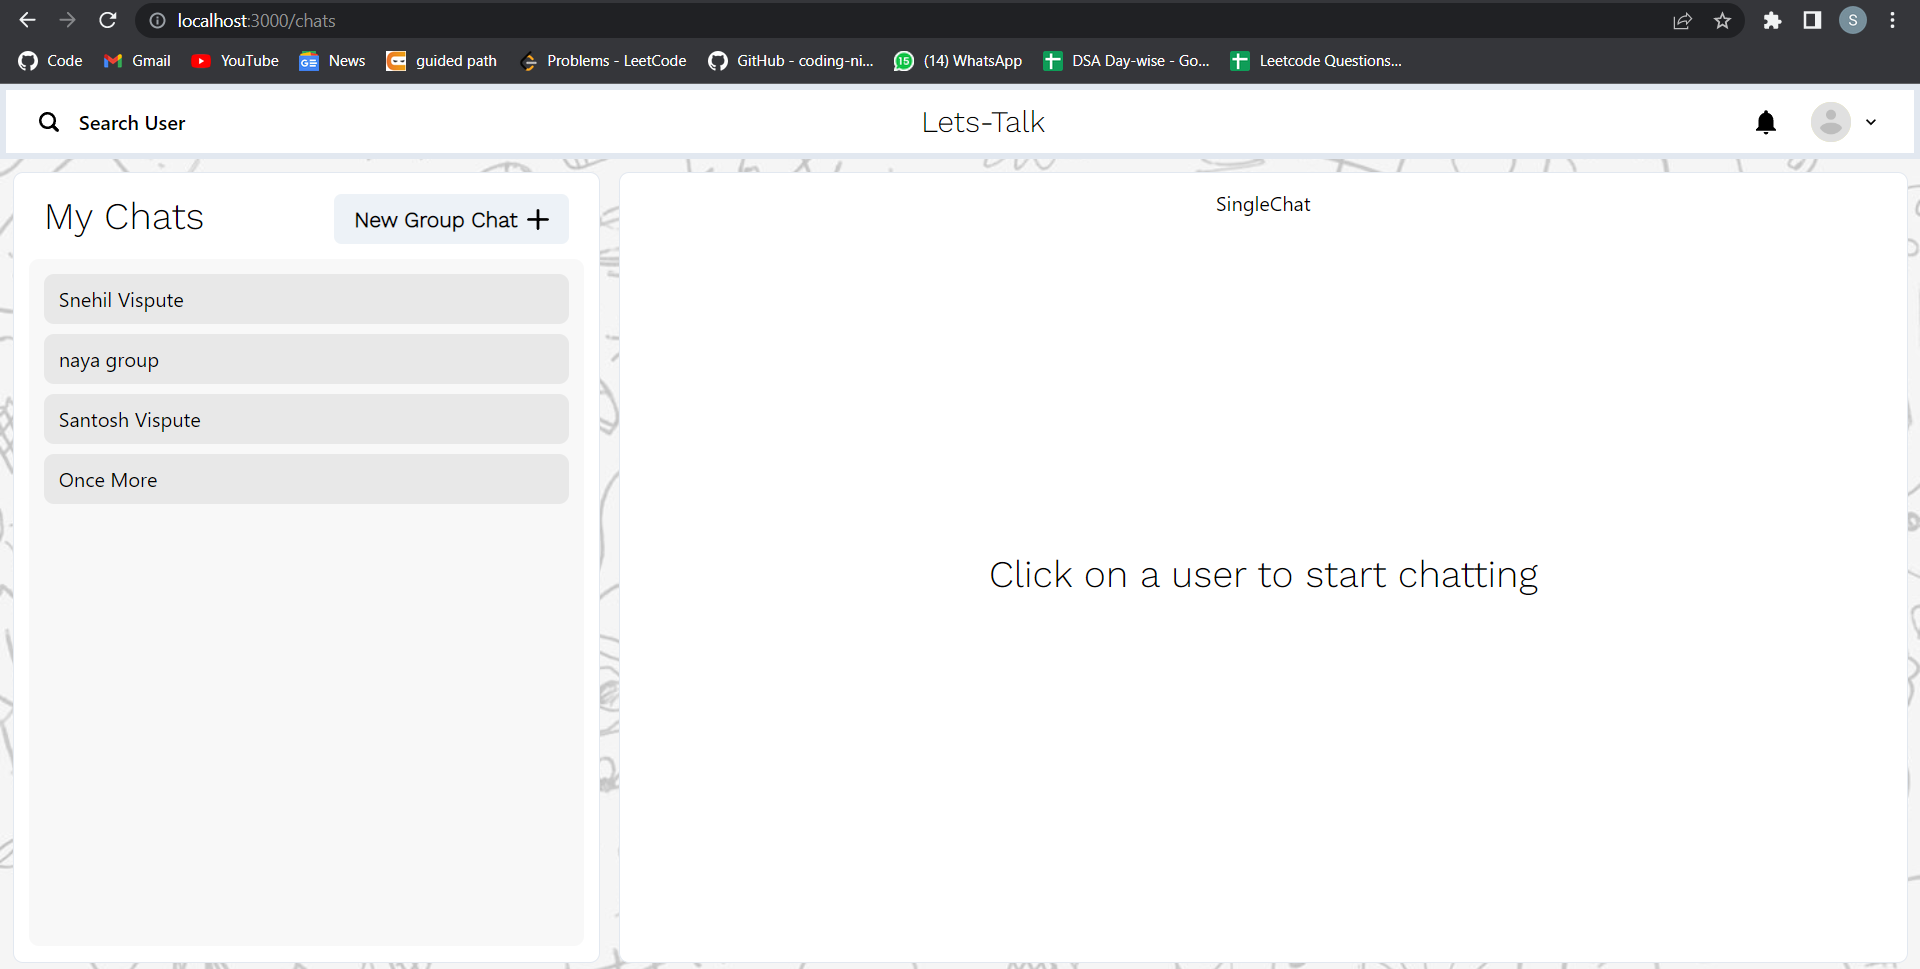 localhost:3000/chats
S
Code Gmail YouTube News guided path Problems - LeetCode GitHub - coding-ni... 15 (14) WhatsApp DSA Day-wise - Go... Leetcode Questions...
Search User
Lets-Talk
My Chats
New Group Chat
Snehil Vispute
naya group
Santosh Vispute
Once More
SingleChat
Click on a user to start chatting